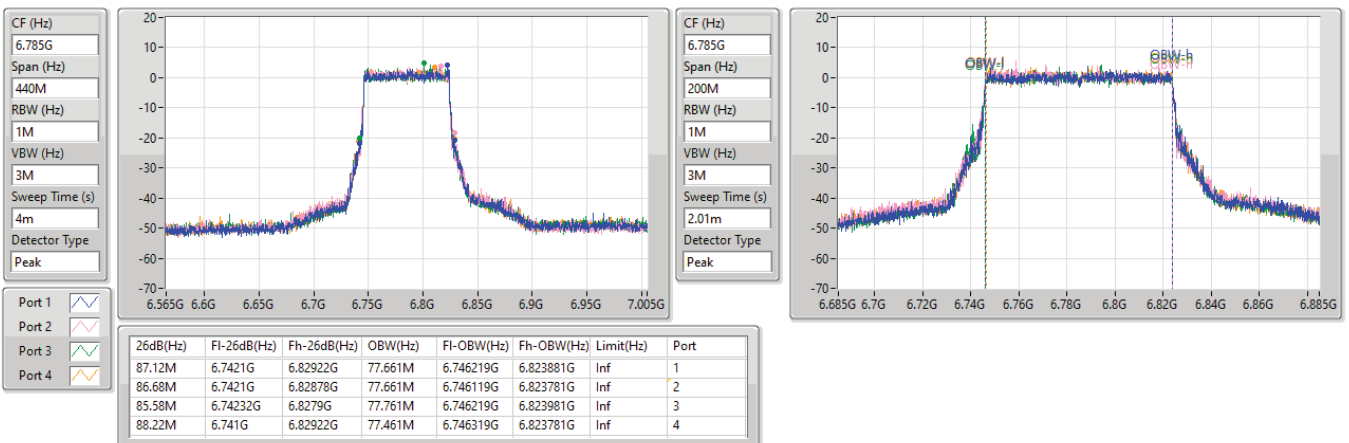 CF (Hz)
6.785G
Span (Hz)
440M
RBW (Hz)
1M
VBW (Hz)
3M
Sweep Time (s)
4m
Detector Type
Peak
20
10
0
-10
-20
-30
-40
-50
-60
-70
6.565G 6.6G 6.65G 6.7G 6.75G 6.8G 6.85G 6.9G 6.95G 7.005G
CF (Hz)
6.785G
Span (Hz)
200M
RBW (Hz)
1M
VBW (Hz)
3M
Sweep Time (s)
2.01m
Detector Type
Peak
20
10
0
-10
-20
-30
-40
-50
-60
-70
OBW-l
OBW-h
6.685G 6.7G 6.72G 6.74G 6.76G 6.78G 6.8G 6.82G 6.84G 6.86G 6.885G
Port 1
Port 2
Port 3
Port 4
26dB(Hz) Fl-26dB(Hz) Fh-26dB(Hz) OBW(Hz) Fl-OBW(Hz) Fh-OBW(Hz) Limit(Hz) Port
87.12M 6.7421G 6.82922G 77.661M 6.746219G 6.823881G Inf 1
86.68M 6.7421G 6.82878G 77.661M 6.746119G 6.823781G Inf 2
85.58M 6.74232G 6.8279G 77.761M 6.746219G 6.823981G Inf 3
88.22M 6.741G 6.82922G 77.461M 6.746319G 6.823781G Inf 4